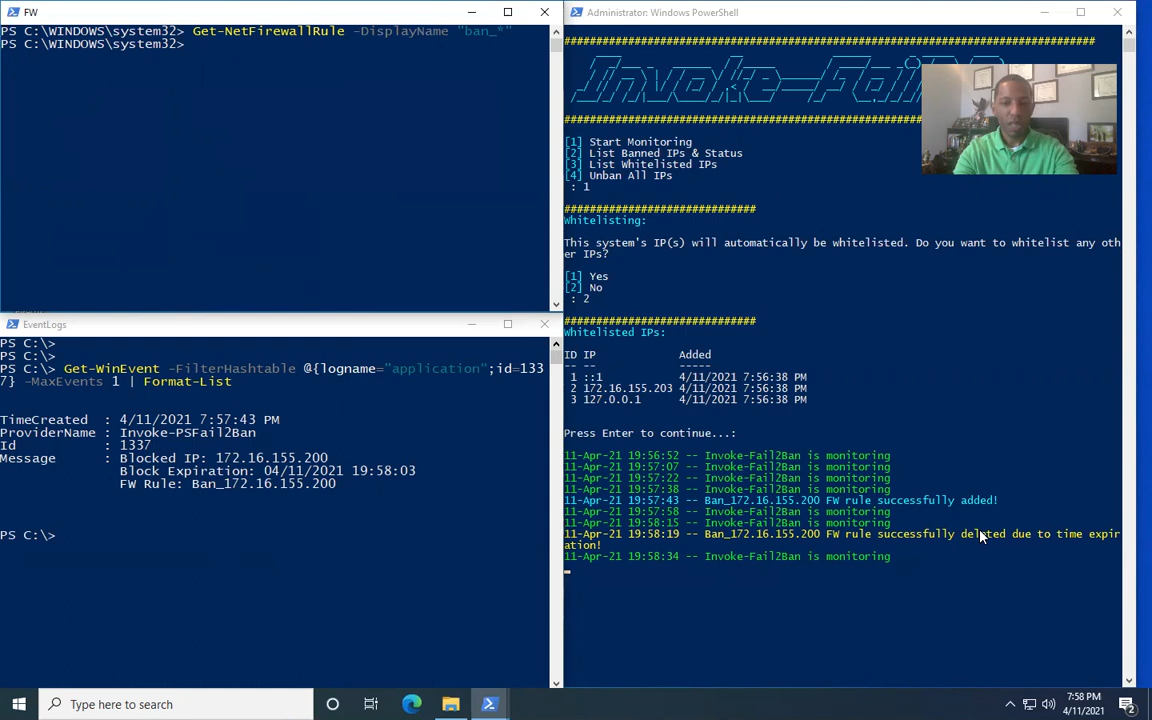 FW
PS C:\WINDOWS\system32> Get-NetFirewallRule -DisplayName "ban_*"
PS C:\WINDOWS\system32>
EventLogs
PS C:\>
PS C:\>
PS C:\> Get-WinEvent -FilterHashtable @{logname="application";id=133
7} -MaxEvents 1 | Format-List
TimeCreated  : 4/11/2021 7:57:43 PM
ProviderName : Invoke-PSFail2Ban
Id           : 1337
Message      : Blocked IP: 172.16.155.200
Block Expiration: 04/11/2021 19:58:03
FW Rule: Ban_172.16.155.200
PS C:\>
Administrator: Windows PowerShell
###################################################################################
[1] Start Monitoring
[2] List Banned IPs & Status
[3] List Whitelisted IPs
[4] Unban All IPs
: 1
##############################
Whitelisting:
This system's IP(s) will automatically be whitelisted. Do you want to whitelist any oth
er IPs?
[1] Yes
[2] No
: 2
##############################
Whitelisted IPs:
ID IP             Added
-- --             -----
1 ::1            4/11/2021 7:56:38 PM
2 172.16.155.203 4/11/2021 7:56:38 PM
3 127.0.0.1      4/11/2021 7:56:38 PM
Press Enter to continue...:
11-Apr-21 19:56:52 -- Invoke-Fail2Ban is monitoring
11-Apr-21 19:57:07 -- Invoke-Fail2Ban is monitoring
11-Apr-21 19:57:22 -- Invoke-Fail2Ban is monitoring
11-Apr-21 19:57:38 -- Invoke-Fail2Ban is monitoring
11-Apr-21 19:57:43 -- Ban_172.16.155.200 FW rule successfully added!
11-Apr-21 19:57:58 -- Invoke-Fail2Ban is monitoring
11-Apr-21 19:58:15 -- Invoke-Fail2Ban is monitoring
11-Apr-21 19:58:19 -- Ban_172.16.155.200 FW rule successfully deleted due to time expir
ation!
11-Apr-21 19:58:34 -- Invoke-Fail2Ban is monitoring
Type here to search
7:58 PM
4/11/2021
2